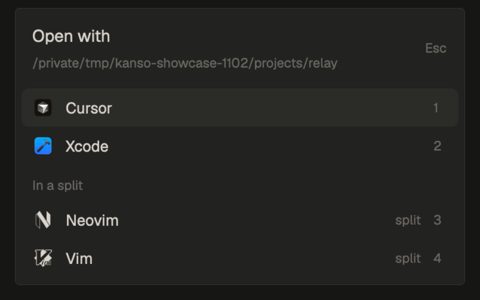 Open with
Esc
/private/tmp/kanso-showcase-1102/projects/relay
Cursor 1
Xcode 2
In a split
Neovim split 3
Vim split 4